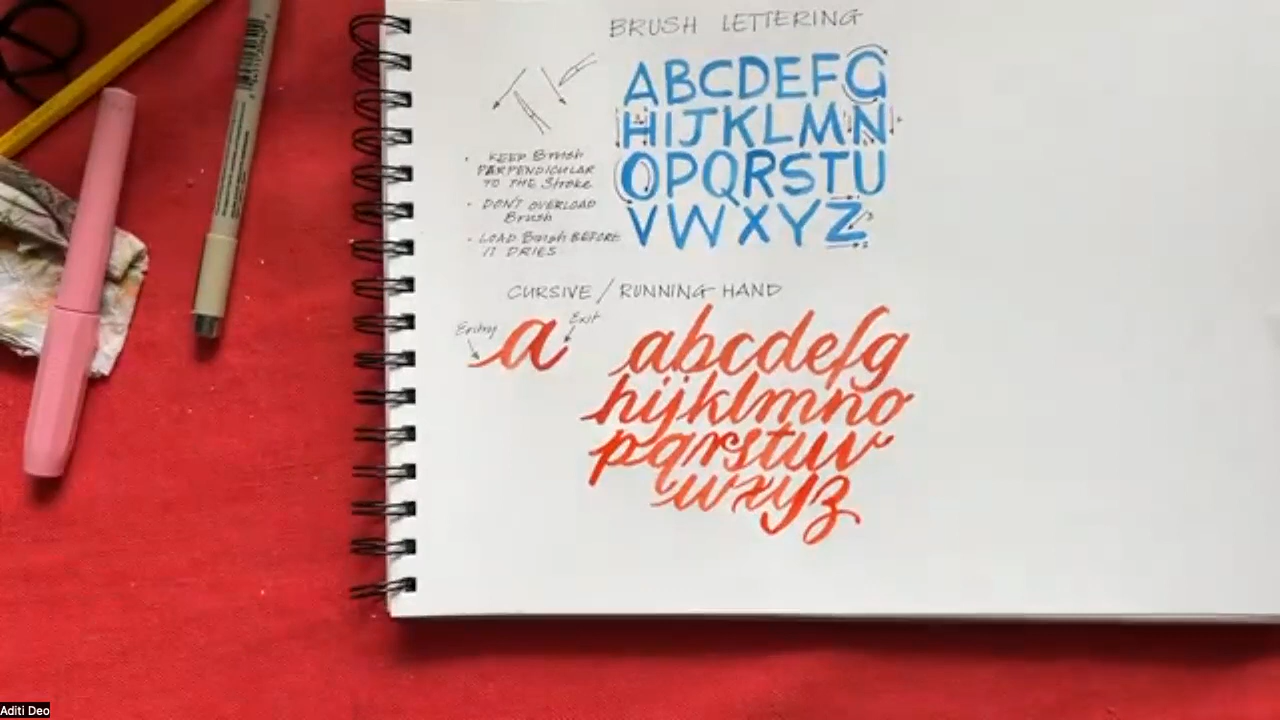 BRUSH LETTERING
ABCDEFG
HIJKLMN
OPQRSTU
VWXYZ
• KEEP Brush
PERPENDICULAR
TO THE Stroke
• DON'T OVERLOAD
Brush
• LOAD Brush BEFORE
IT DRIES.
CURSIVE / RUNNING HAND
Entry
a
Exit
abcdefg
hijklmno
pqrstuv
wxyz
Aditi Deo